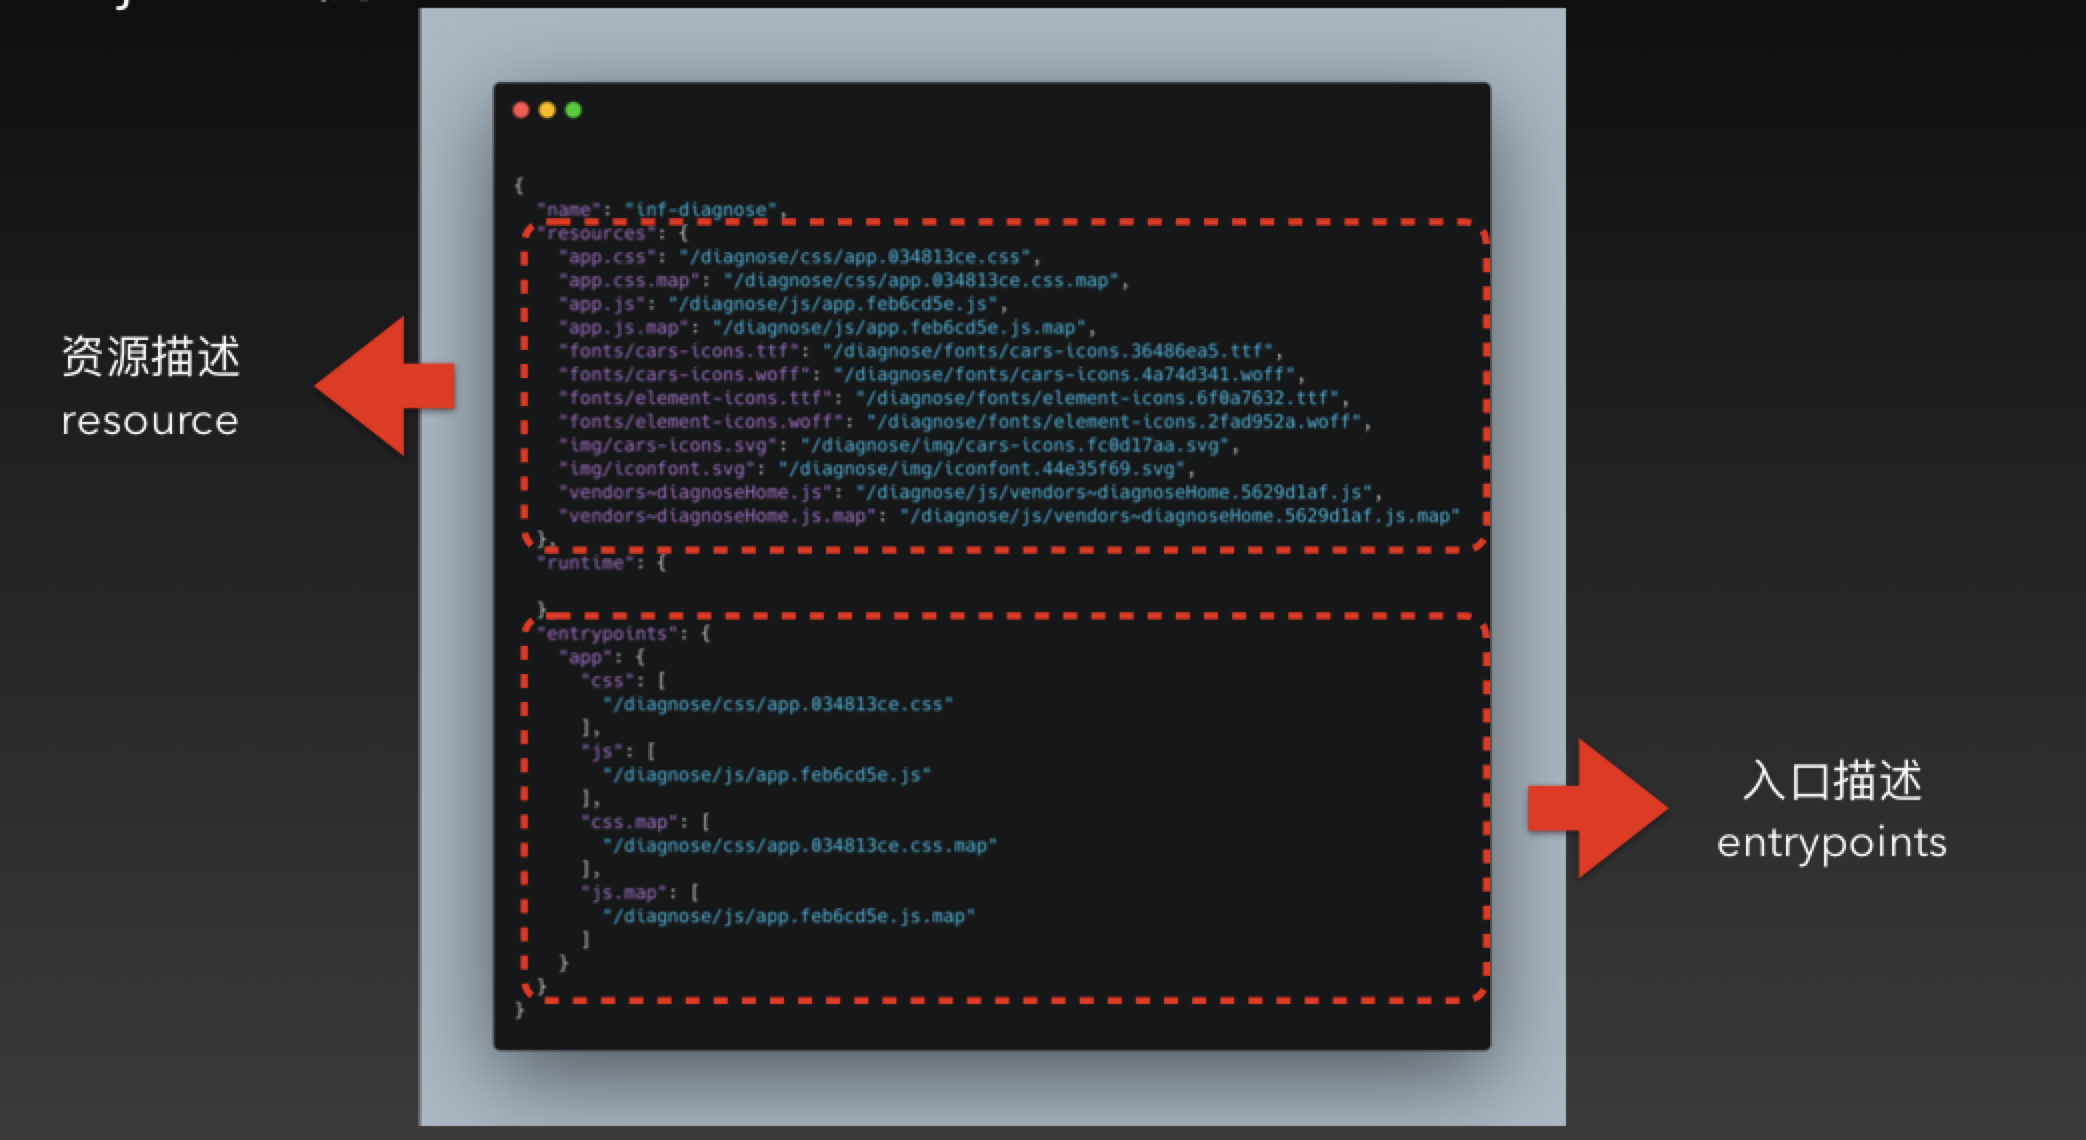 资源描述
resource
{
"name": "inf-diagnose",
"resources": {
"app.css": "/diagnose/css/app.034813ce.css",
"app.css.map": "/diagnose/css/app.034813ce.css.map",
"app.js": "/diagnose/js/app.feb6cd5e.js",
"app.js.map": "/diagnose/js/app.feb6cd5e.js.map",
"fonts/cars-icons.ttf": "/diagnose/fonts/cars-icons.36486ea5.ttf",
"fonts/cars-icons.woff": "/diagnose/fonts/cars-icons.4a74d341.woff",
"fonts/element-icons.ttf": "/diagnose/fonts/element-icons.6f0a7632.ttf",
"fonts/element-icons.woff": "/diagnose/fonts/element-icons.2fad952a.woff",
"img/cars-icons.svg": "/diagnose/img/cars-icons.fc0d17aa.svg",
"img/iconfont.svg": "/diagnose/img/iconfont.44e35f69.svg",
"vendors~diagnoseHome.js": "/diagnose/js/vendors~diagnoseHome.5629d1af.js",
"vendors~diagnoseHome.js.map": "/diagnose/js/vendors~diagnoseHome.5629d1af.js.map"
},
"runtime": {
}
"entrypoints": {
"app": {
"css": [
"/diagnose/css/app.034813ce.css"
],
"js": [
"/diagnose/js/app.feb6cd5e.js"
],
"css.map": [
"/diagnose/css/app.034813ce.css.map"
],
"js.map": [
"/diagnose/js/app.feb6cd5e.js.map"
]
}
}
}
入口描述
entrypoints